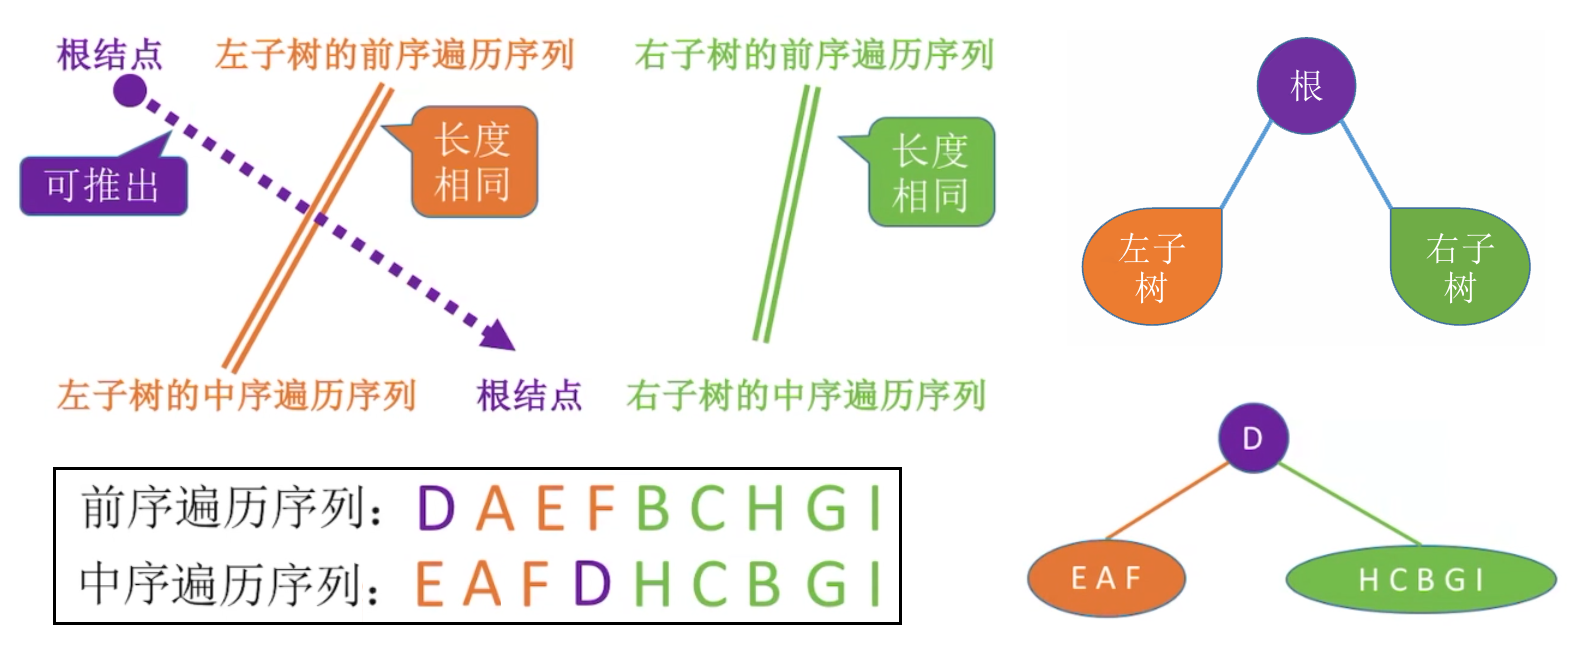 根结点
左子树的前序遍历序列
右子树的前序遍历序列
可推出
长度
相同
长度
相同
左子树的中序遍历序列
根结点
右子树的中序遍历序列
根
左子
树
右子
树
前序遍历序列：D A E F B C H G I
中序遍历序列：E A F D H C B G I
D
E A F
H C B G I